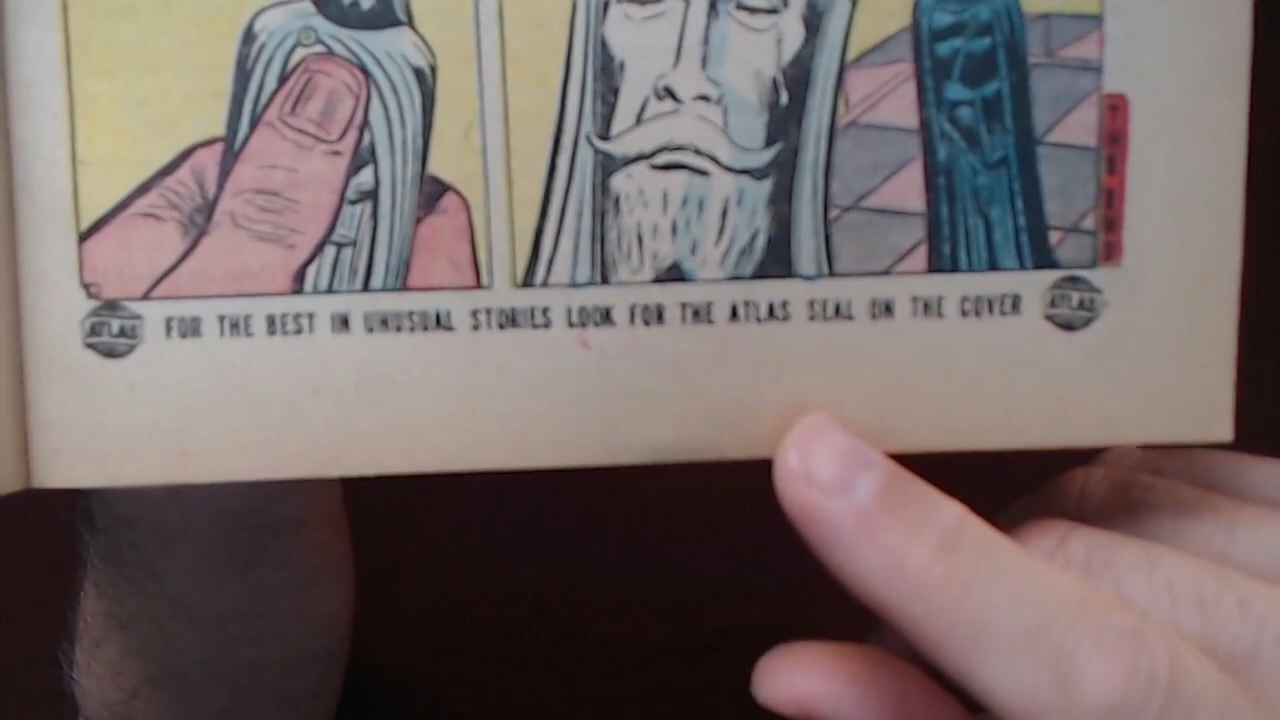 THE END
ATLAS FOR THE BEST IN UNUSUAL STORIES LOOK FOR THE ATLAS SEAL ON THE COVER ATLAS